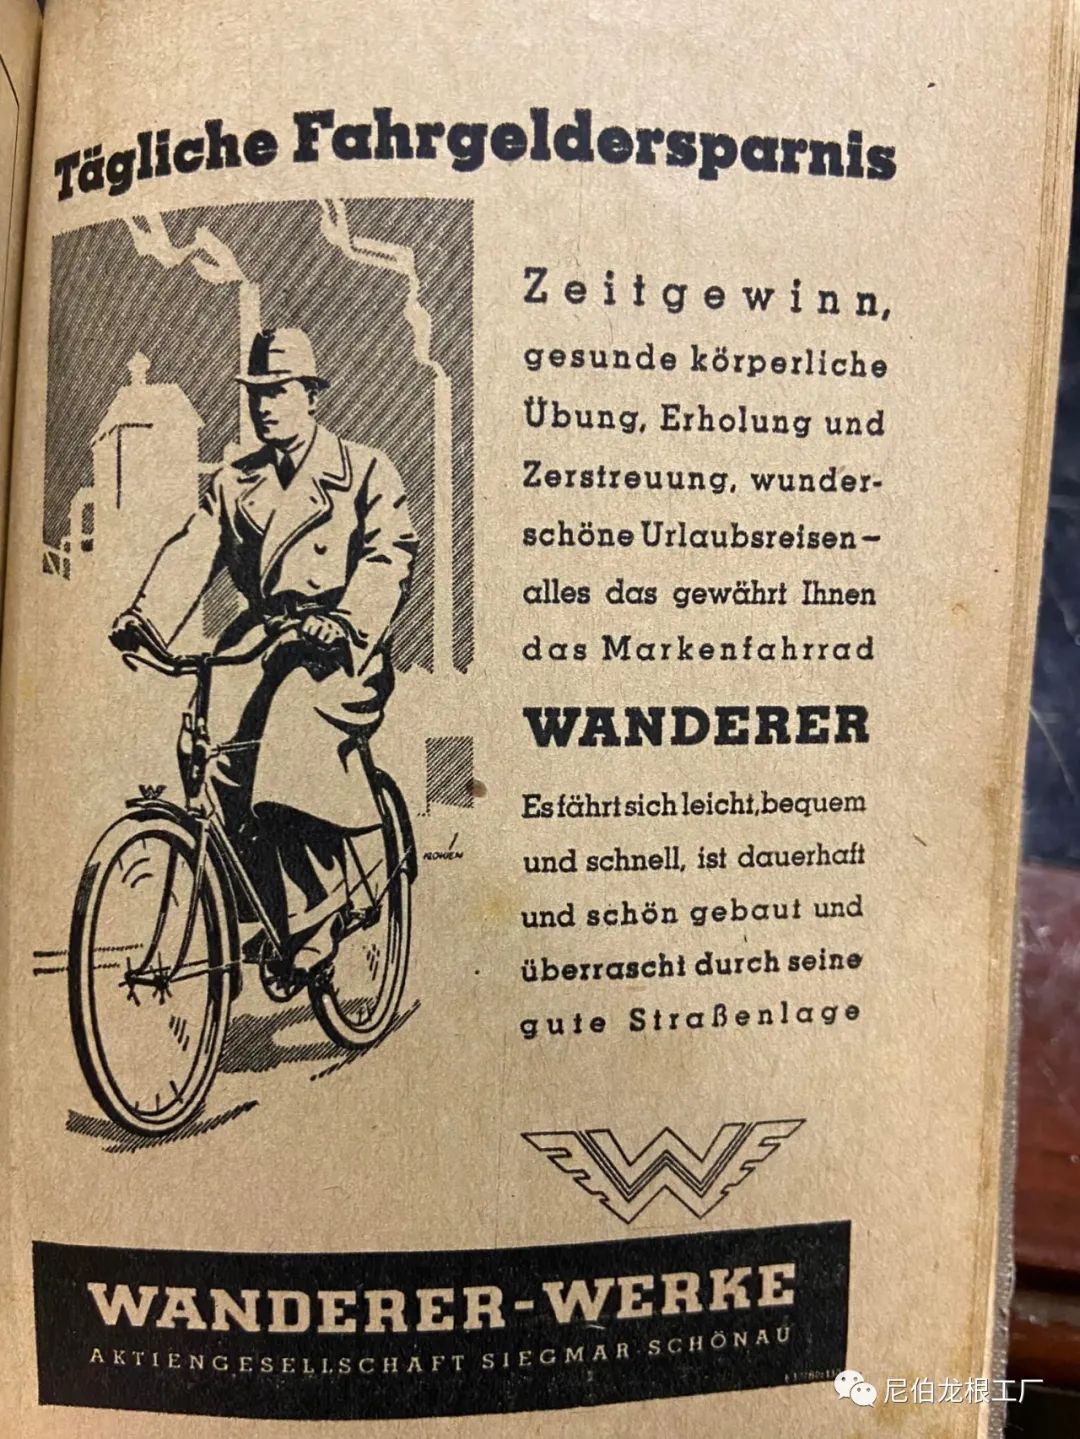 Tägliche Fahrgeldersparnis
Zeitgewinn,
gesunde körperliche
Übung, Erholung und
Zerstreuung, wunder-
schöne Urlaubsreisen—
alles das gewährt Ihnen
das Markenfahrrad
WANDERER
Es fährt sich leicht, bequem
und schnell, ist dauerhaft
und schön gebaut und
überrascht durch seine
gute Straßenlage
W
W
WANDERER-WERKE
AKTIENGESELLSCHAFT SIEGMAR-SCHÖNAU
尼伯龙根工厂